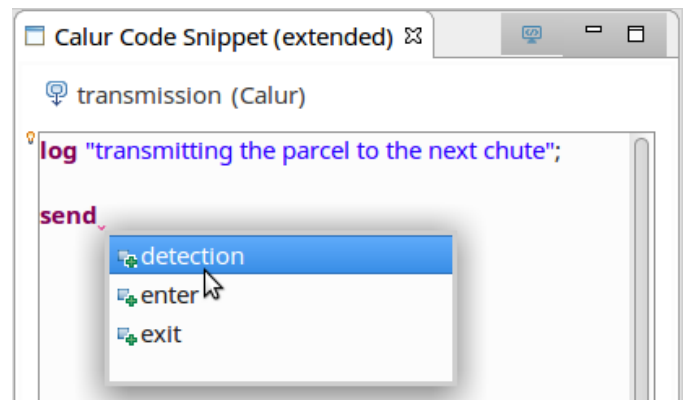 Calur Code Snippet (extended)
transmission (Calur)
log "transmitting the parcel to the next chute";
send
detection
enter
exit